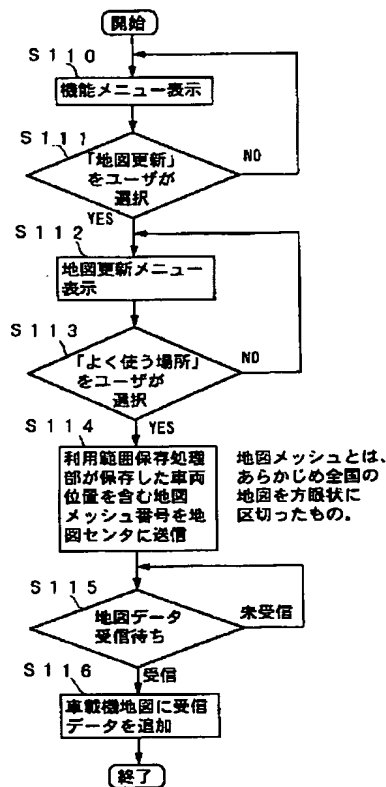 開始
S110
機能メニュー表示
S111
「地図更新」
をユーザが
選択
NO
YES
S112
地図更新メニュー
表示
S113
「よく使う場所」
をユーザが
選択
NO
YES
S114
利用範囲保存処理
部が保存した車両
位置を含む地図
メッシュ番号を地
図センタに送信
地図メッシュとは、
あらかじめ全国の
地図を方眼状に
区切ったもの。
S115
地図データ
受信待ち
未受信
受信
S116
車載機地図に受信
データを追加
終了